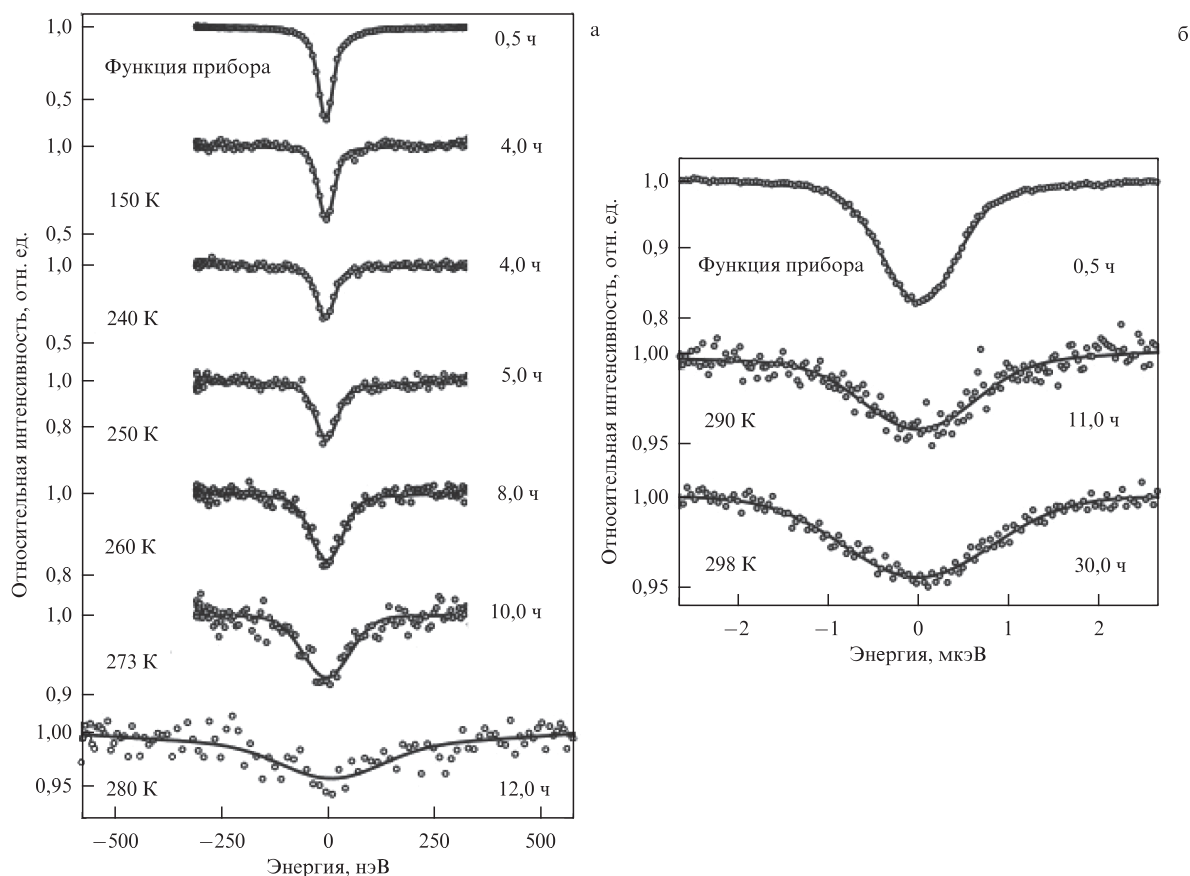 а
1,0
0,5 ч
Функция прибора
0,5
1,0
4,0 ч
150 К
0,5
1,0
4,0 ч
240 К
0,5
1,0
5,0 ч
0,8
250 К
1,0
8,0 ч
260 К
0,8
1,0
10,0 ч
273 К
0,9
1,00
0,95
280 К
12,0 ч
−500
−250
0
250
500
Энергия, нэВ
Относительная интенсивность, отн. ед.
б
1,0
0,9
Функция прибора
0,5 ч
0,8
1,00
290 К
11,0 ч
0,95
1,00
298 К
30,0 ч
0,95
−2
−1
0
1
2
Энергия, мкэВ
Относительная интенсивность, отн. ед.